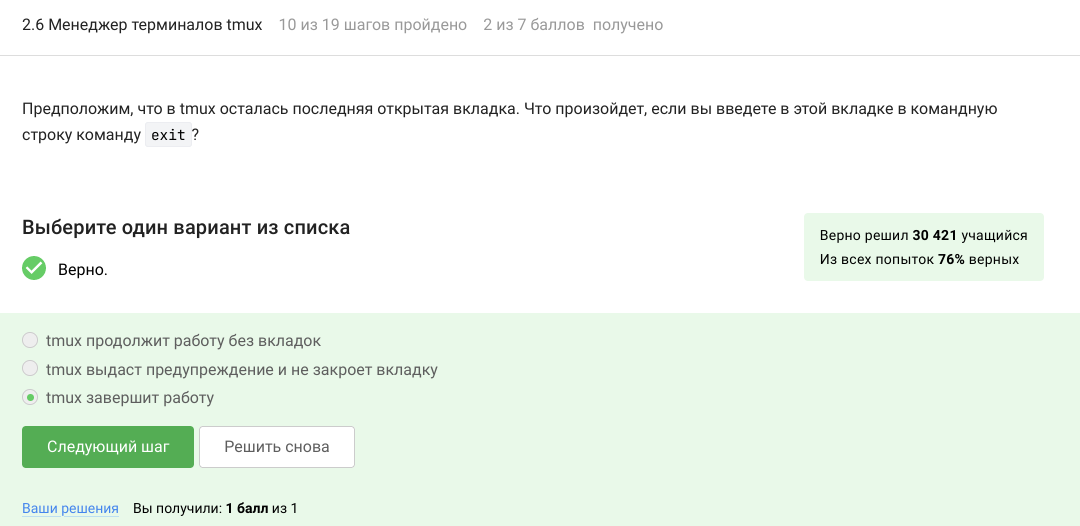 2.6 Менеджер терминалов tmux 10 из 19 шагов пройдено 2 из 7 баллов получено
Предположим, что в tmux осталась последняя открытая вкладка. Что произойдет, если вы введете в этой вкладке в командную
строку команду exit?
Выберите один вариант из списка
Верно.
Верно решил 30 421 учащийся
Из всех попыток 76% верных
tmux продолжит работу без вкладок
tmux выдаст предупреждение и не закроет вкладку
tmux завершит работу
Следующий шаг Решить снова
Ваши решения Вы получили: 1 балл из 1